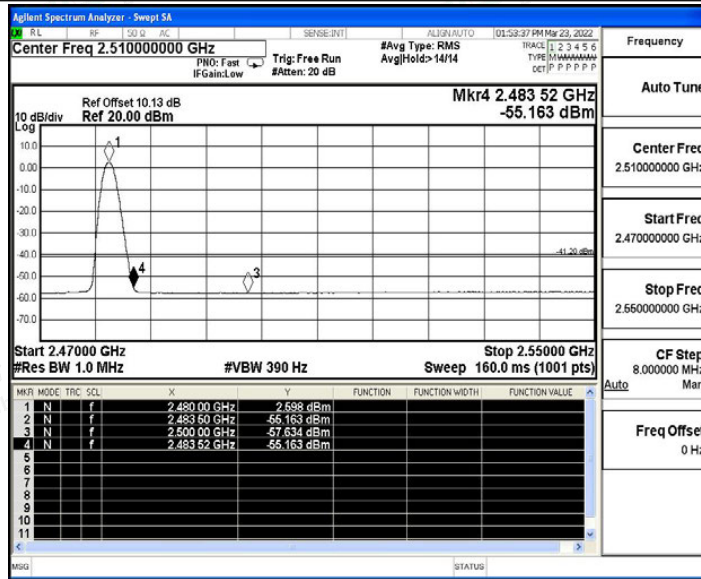 Agilent Spectrum Analyzer - Swept SA
RL RF 50 Ω AC SENSE:INT ALIGN AUTO 01:53:37 PM Mar 23, 2022
Center Freq 2.510000000 GHz
PNO: Fast
IFGain:Low
Trig: Free Run
#Atten: 20 dB
#Avg Type: RMS
Avg|Hold:> 14/14
TRACE 1 2 3 4 5 6
TYPE MWWWWW
DET P P P P P P
Ref Offset 10.13 dB
10 dB/div Ref 20.00 dBm
Log
Mkr4 2.483 52 GHz
-55.163 dBm
10.0
0.00
-10.0
-20.0
-30.0
-40.0
-50.0
-60.0
-70.0
1
4
3
-41.20 dBm
Start 2.47000 GHz Stop 2.55000 GHz
#Res BW 1.0 MHz #VBW 390 Hz Sweep 160.0 ms (1001 pts)
MKR MODE TRC SCL X Y FUNCTION FUNCTION WIDTH FUNCTION VALUE
1 N f 2.480 00 GHz 2.598 dBm
2 N f 2.483 50 GHz -55.163 dBm
3 N f 2.500 00 GHz -57.634 dBm
4 N f 2.483 52 GHz -55.163 dBm
5
6
7
8
9
10
11
MSG STATUS
Frequency
Auto Tune
Center Freq
2.510000000 GHz
Start Freq
2.470000000 GHz
Stop Freq
2.550000000 GHz
CF Step
8.000000 MHz
Auto Man
Freq Offset
0 Hz